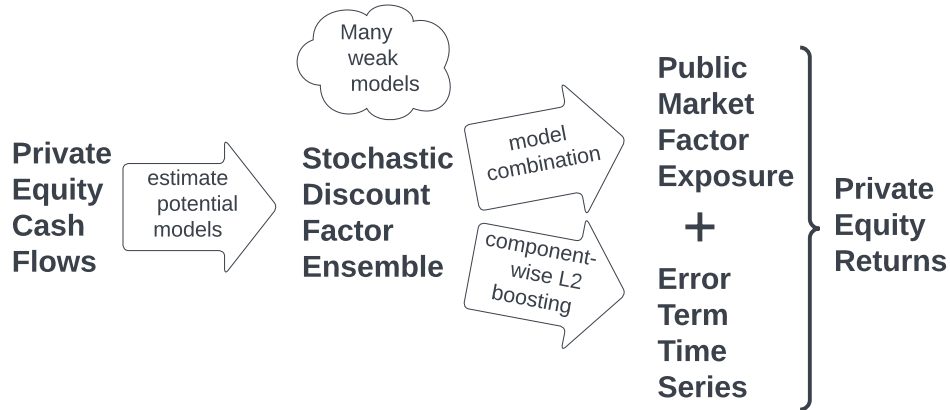 Private
Equity
Cash
Flows
estimate
potential
models
Many
weak
models
Stochastic
Discount
Factor
Ensemble
model
combination
component-
wise L2
boosting
Public
Market
Factor
Exposure
+
Error
Term
Time
Series
Private
Equity
Returns